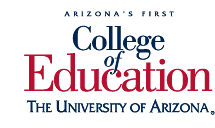 ARIZONA'S FIRST
College
of
Education
THE UNIVERSITY OF ARIZONA®